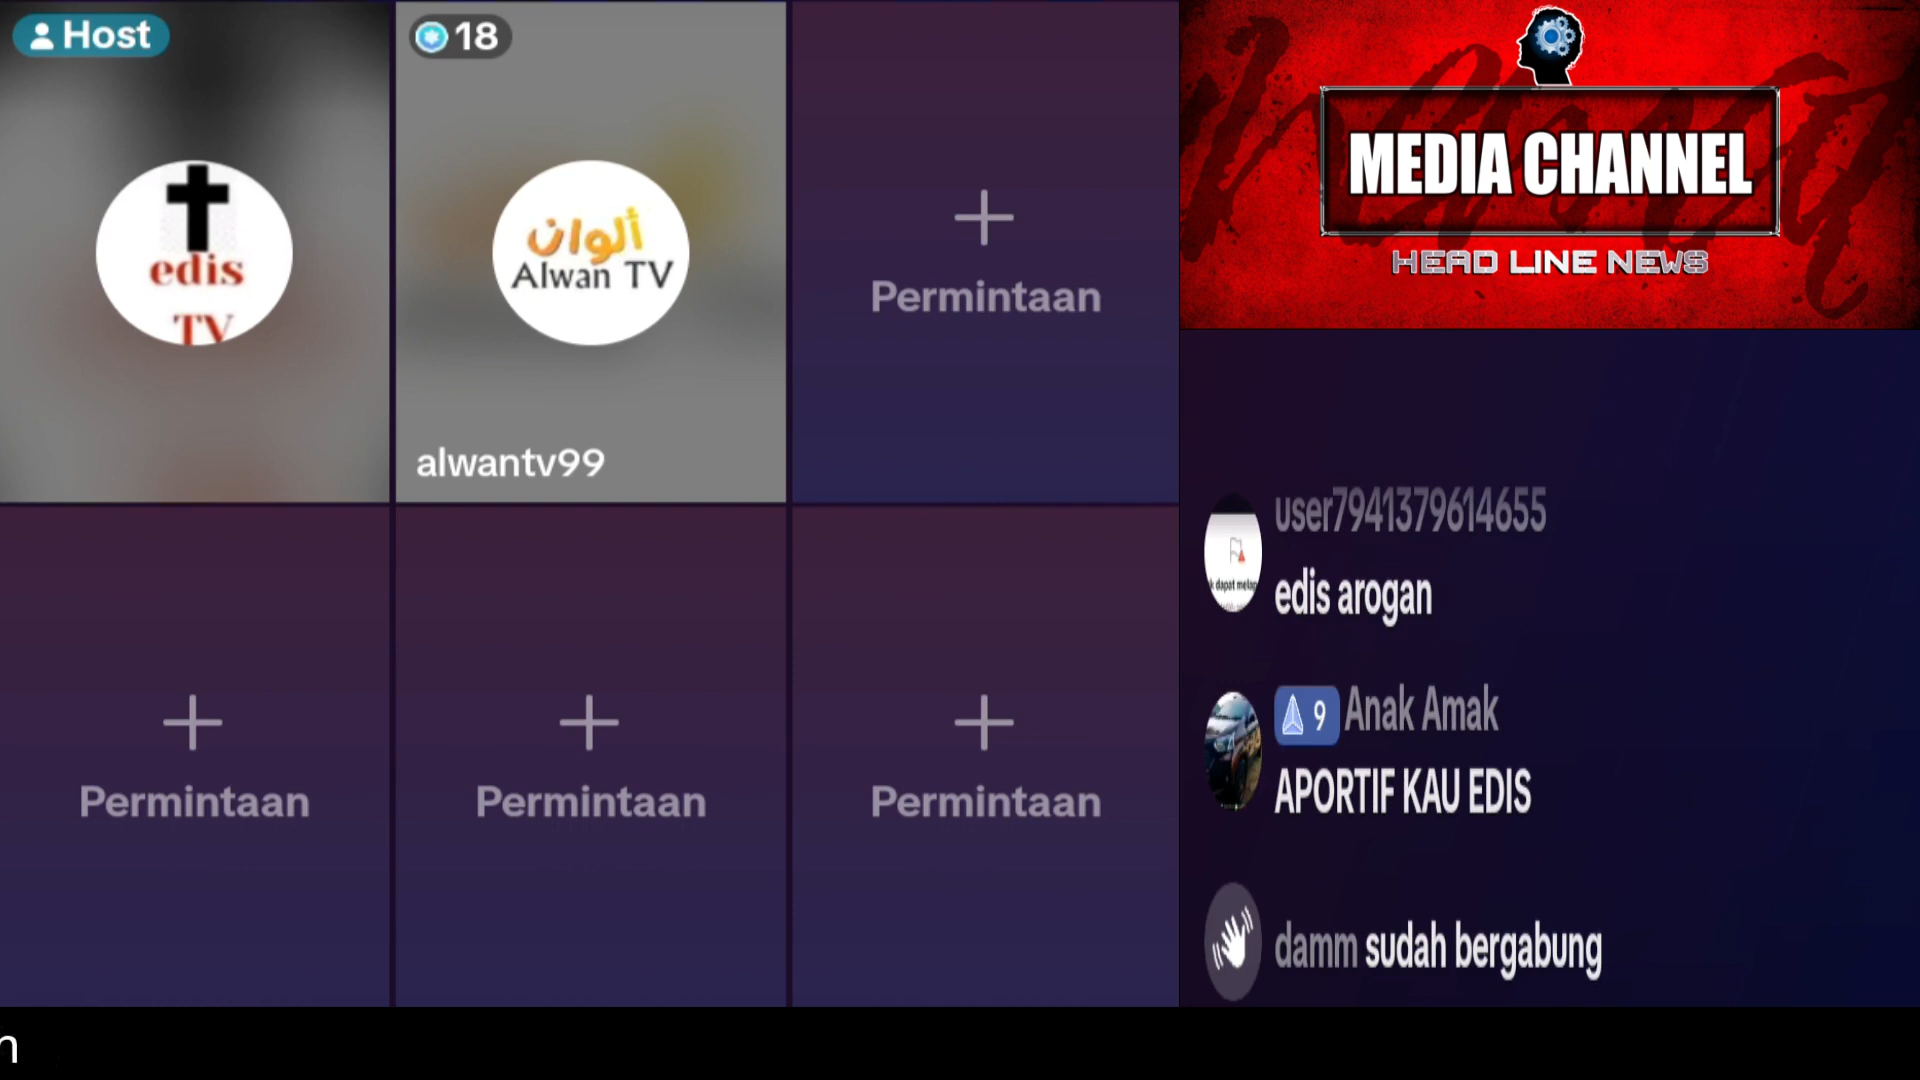 Host
edis
TV
18
ألوان
Alwan TV
alwantv99
Permintaan
Permintaan
Permintaan
Permintaan
MEDIA CHANNEL
HEAD LINE NEWS
user7941379614655
edis arogan
9 Anak Amak
APORTIF KAU EDIS
damm sudah bergabung
n